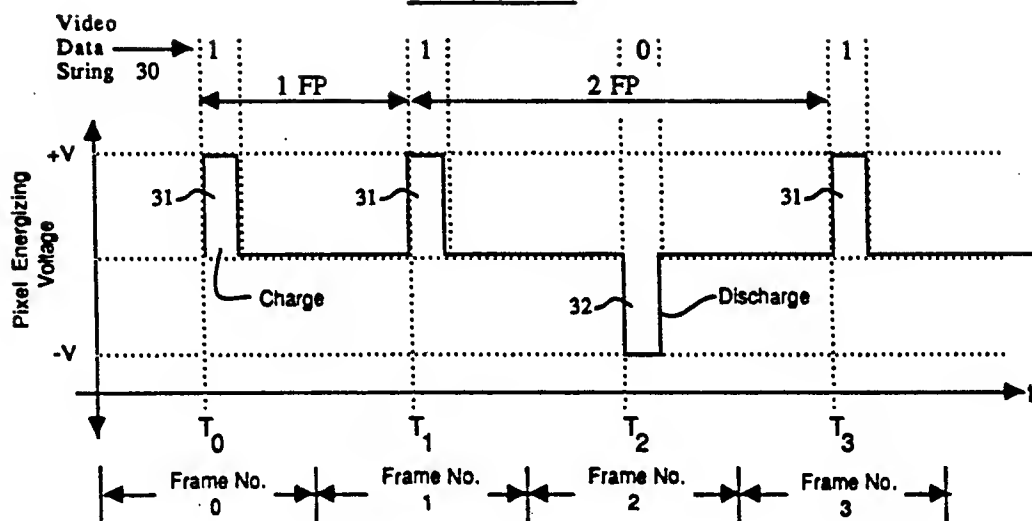 Video
Data
String 30
1 1 0 1
1 FP 2 FP
Pixel Energizing
Voltage
+V
31 31 31
Charge
32
Discharge
-V
T0 T1 T2 T3
Frame No. Frame No. Frame No. Frame No.
0 1 2 3